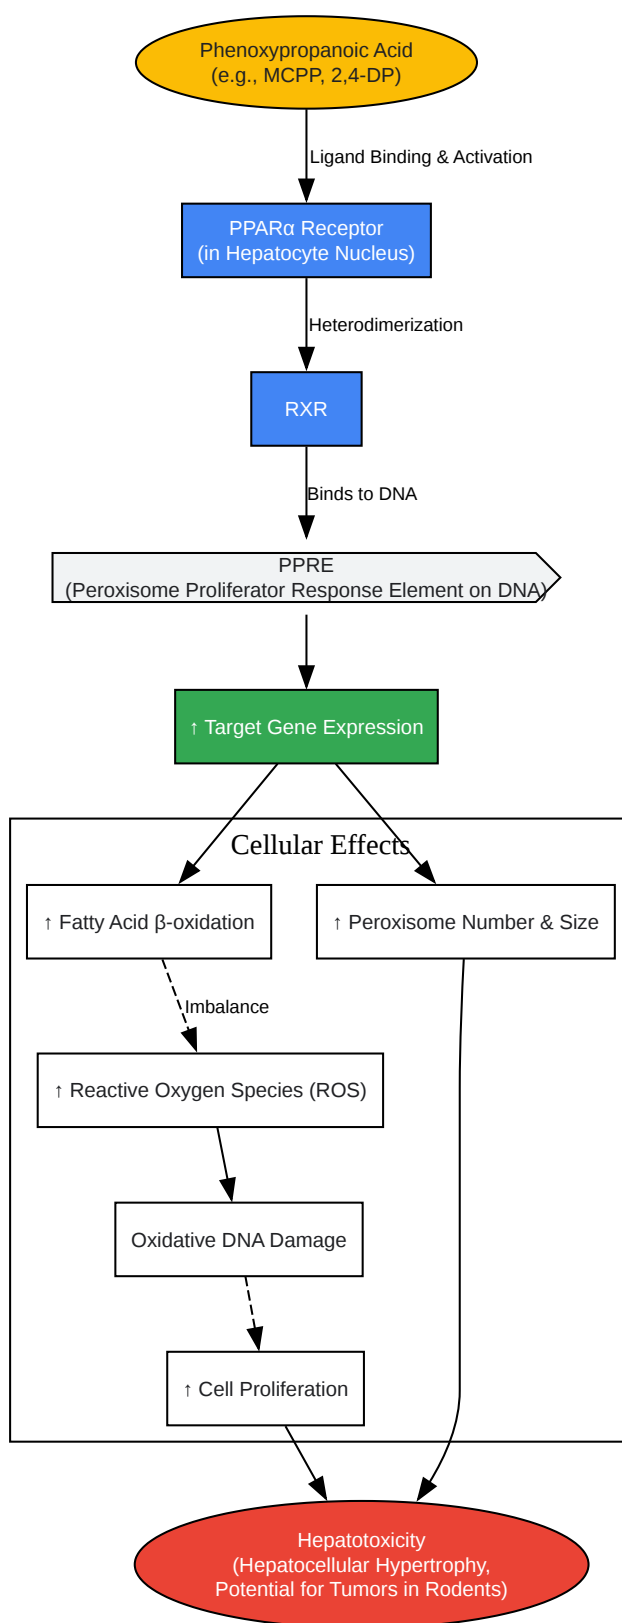 Phenoxypropanoic Acid
(e.g., MCPP, 2,4-DP)
Ligand Binding & Activation
PPARα Receptor
(in Hepatocyte Nucleus)
Heterodimerization
RXR
Binds to DNA
PPRE
(Peroxisome Proliferator Response Element on DNA)
↑ Target Gene Expression
Cellular Effects
↑ Fatty Acid β-oxidation
↑ Peroxisome Number & Size
Imbalance
↑ Reactive Oxygen Species (ROS)
Oxidative DNA Damage
↑ Cell Proliferation
Hepatotoxicity
(Hepatocellular Hypertrophy,
Potential for Tumors in Rodents)